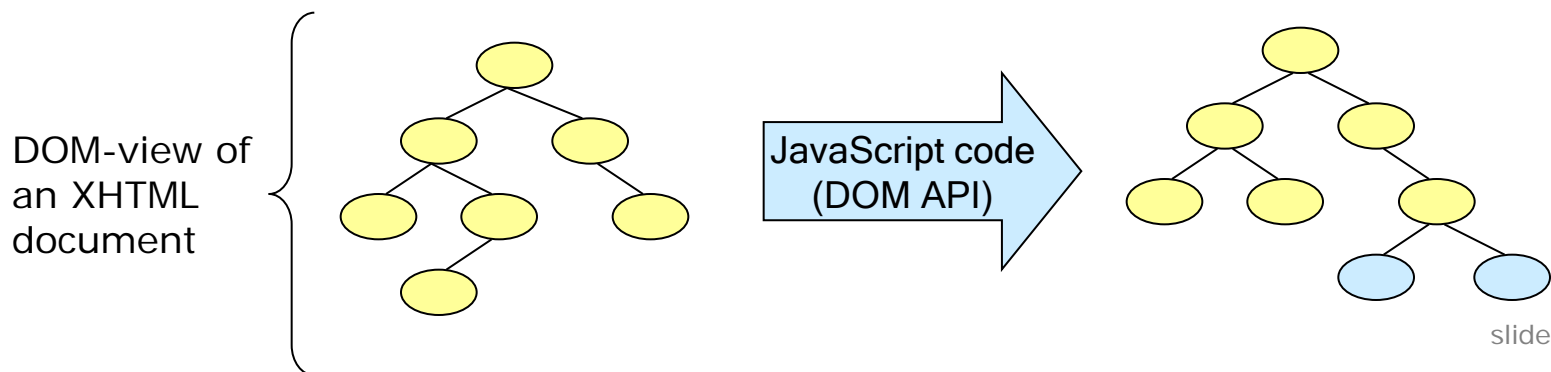 DOM-view of
an XHTML
document
JavaScript code
(DOM API)
slide